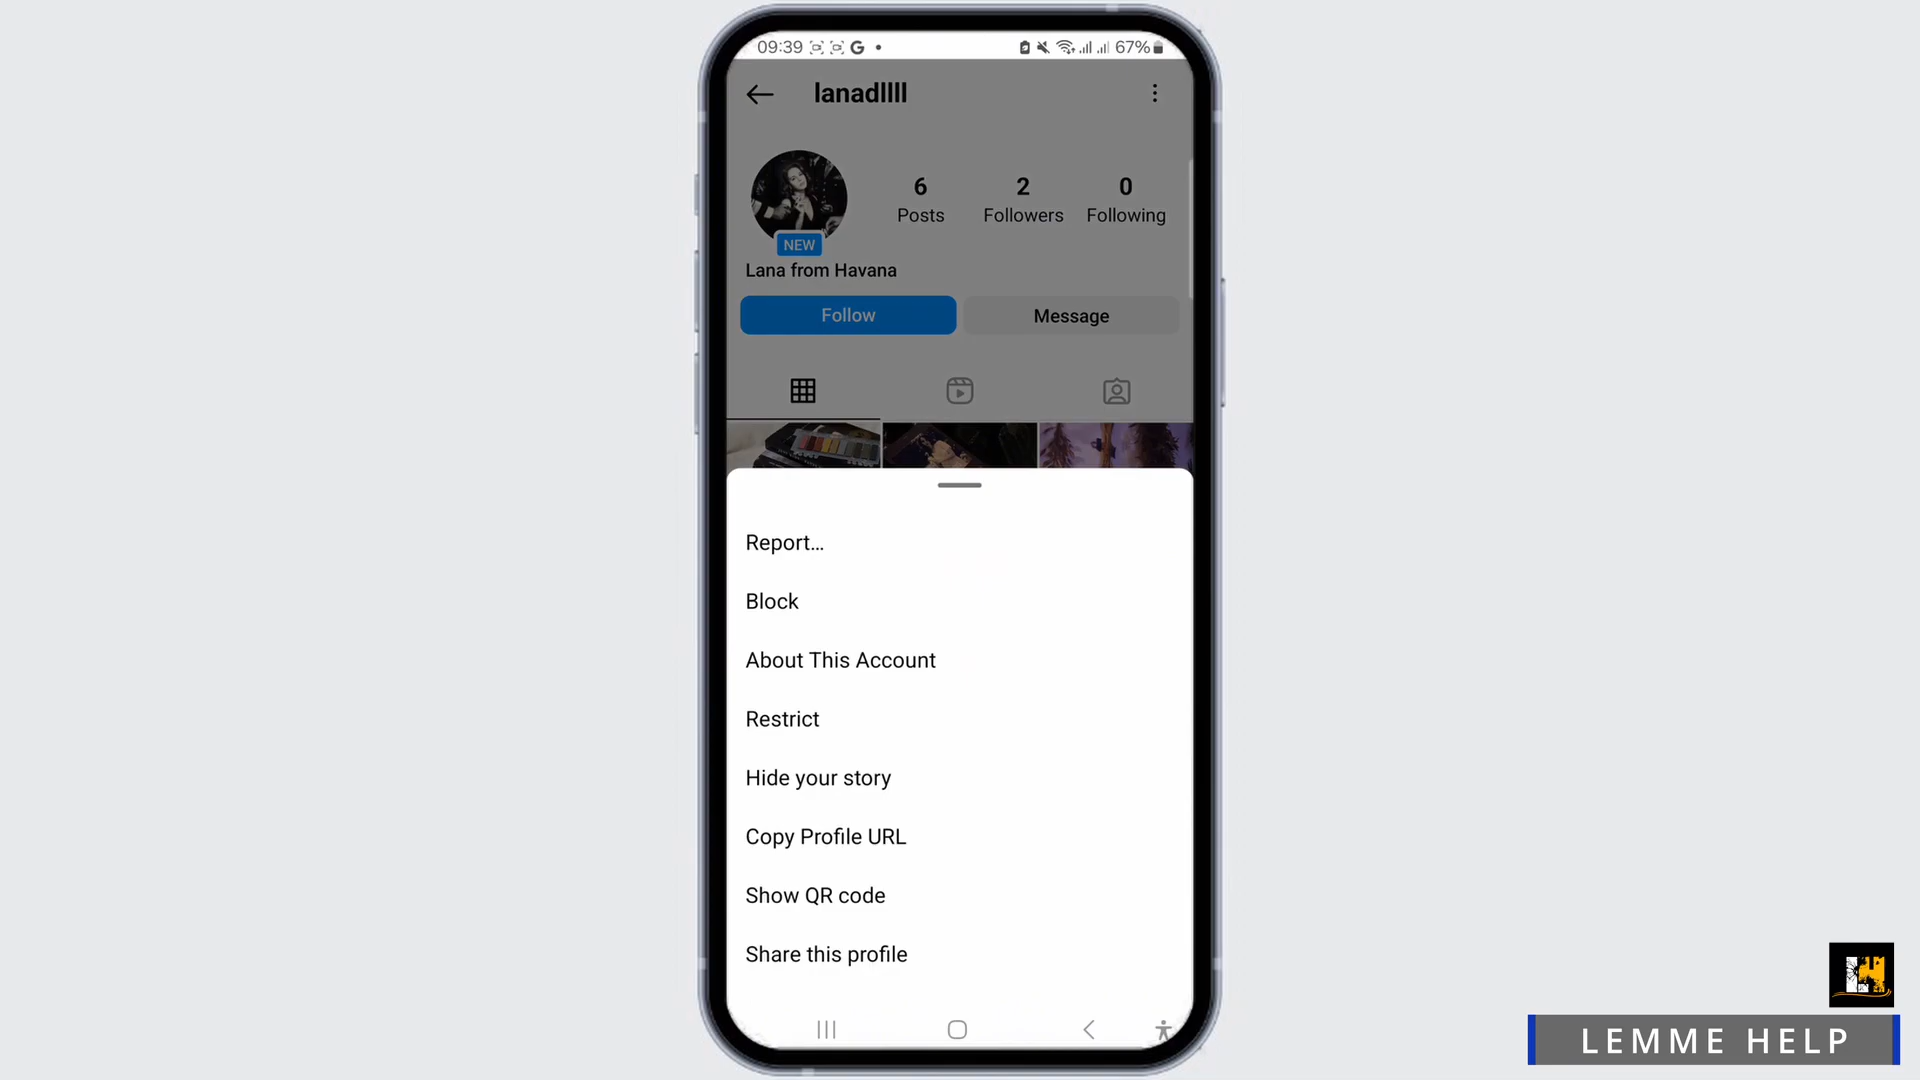 09:39 G 67%
lanadllll
6 2 0
Posts Followers Following
NEW
Lana from Havana
Follow Message
Report...
Block
About This Account
Restrict
Hide your story
Copy Profile URL
Show QR code
Share this profile
LH
LEMME HELP